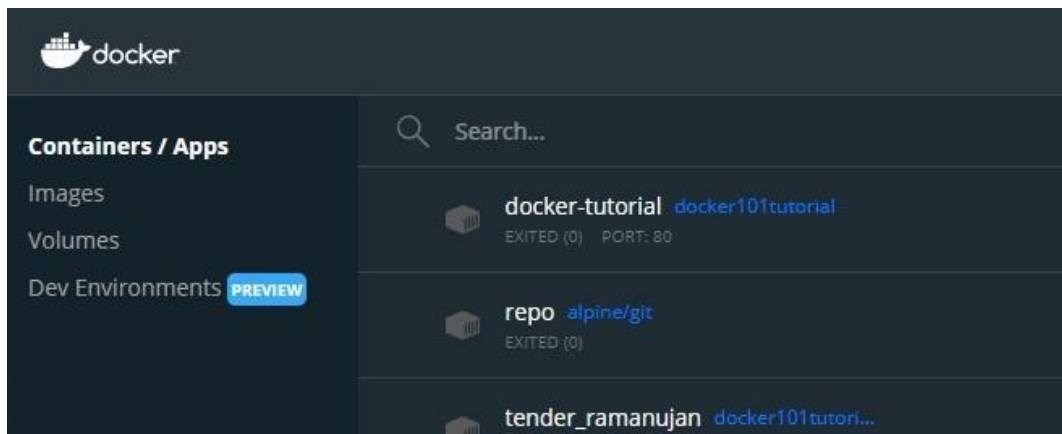 docker
Containers / Apps
Images
Volumes
Dev Environments PREVIEW
Search...
docker-tutorial docker101tutorial
EXITED (0) PORT: 80
repo alpine/git
EXITED (0)
tender_ramanujan docker101tutori...